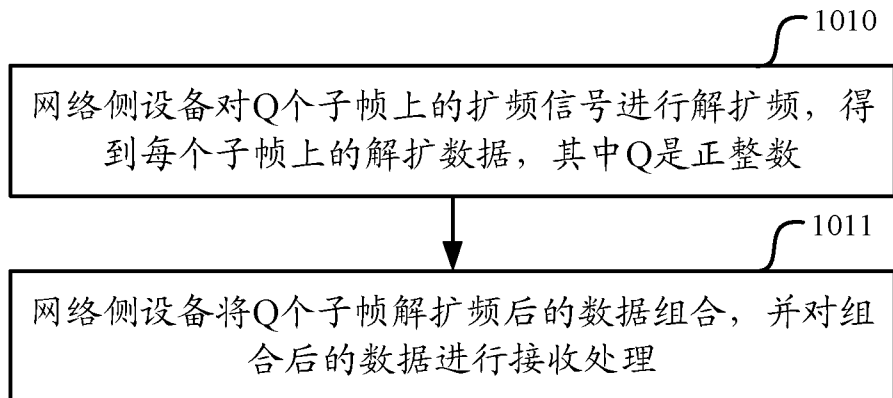 1010
网络侧设备对Q个子帧上的扩频信号进行解扩频，得
到每个子帧上的解扩数据，其中Q是正整数
1011
网络侧设备将Q个子帧解扩频后的数据组合，并对组
合后的数据进行接收处理